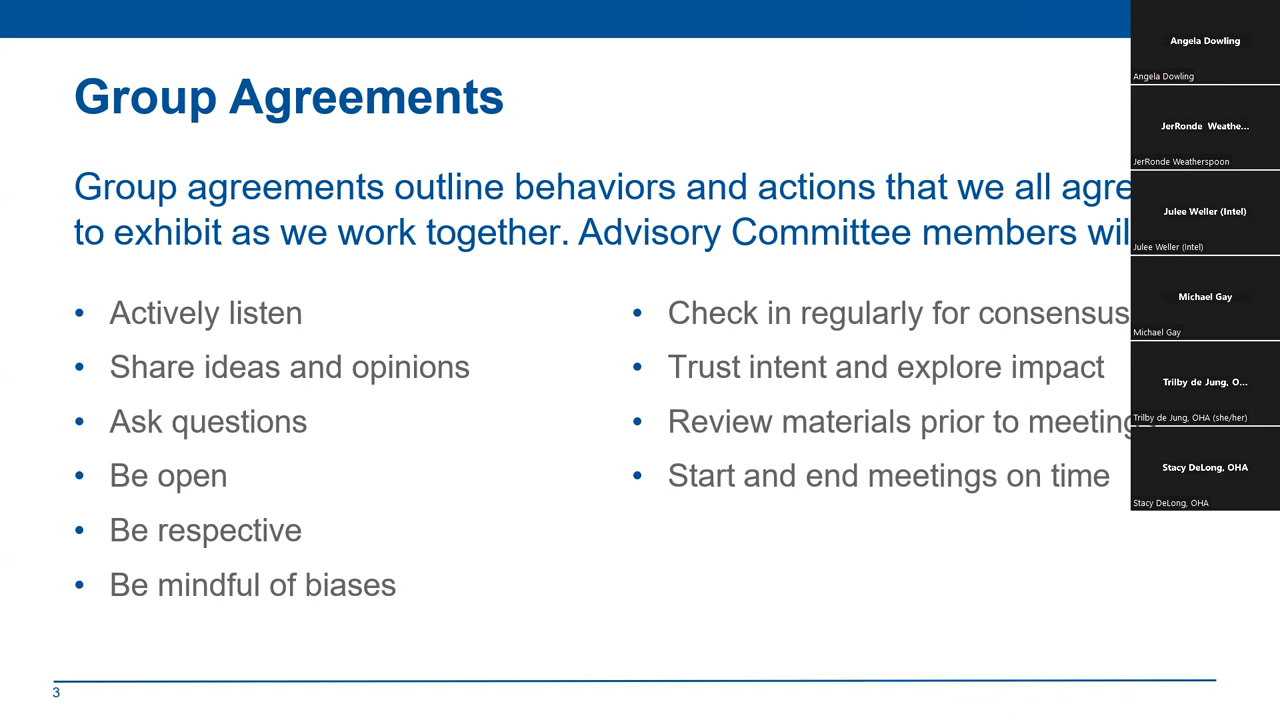 Group Agreements
Group agreements outline behaviors and actions that we all agre
to exhibit as we work together. Advisory Committee members wil
• Actively listen
• Share ideas and opinions
• Ask questions
• Be open
• Be respective
• Be mindful of biases
• Check in regularly for consensus
• Trust intent and explore impact
• Review materials prior to meetings
• Start and end meetings on time
3
Angela Dowling
Angela Dowling
JerRonde Weathe...
JerRonde Weatherspoon
Julee Weller (Intel)
Julee Weller (Intel)
Michael Gay
Michael Gay
Trilby de Jung, O...
Trilby de Jung, OHA (she/her)
Stacy DeLong, OHA
Stacy DeLong, OHA